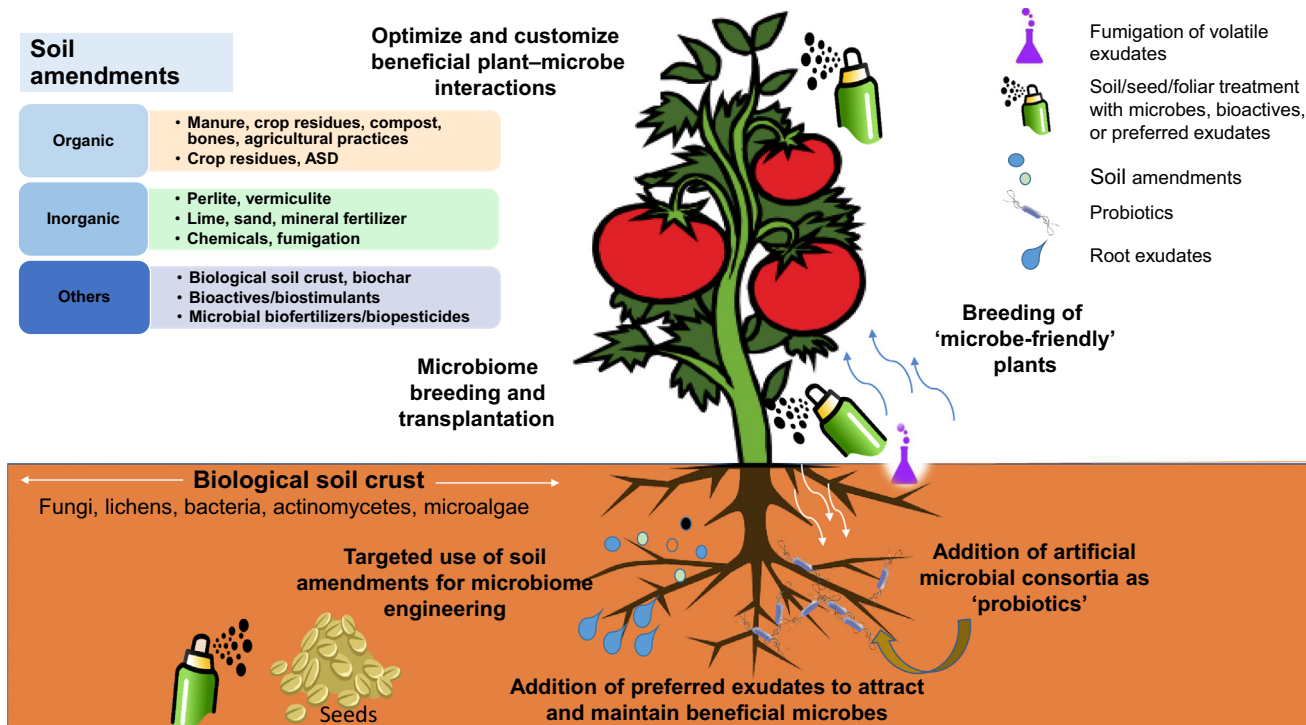 Soil
amendments
Organic
• Manure, crop residues, compost,
bones, agricultural practices
• Crop residues, ASD
Inorganic
• Perlite, vermiculite
• Lime, sand, mineral fertilizer
• Chemicals, fumigation
Others
• Biological soil crust, biochar
• Bioactives/biostimulants
• Microbial biofertilizers/biopesticides
Optimize and customize
beneficial plant–microbe
interactions
Fumigation of volatile
exudates
Soil/seed/foliar treatment
with microbes, bioactives,
or preferred exudates
Soil amendments
Probiotics
Root exudates
Breeding of
‘microbe-friendly’
plants
Microbiome
breeding and
transplantation
Biological soil crust
Fungi, lichens, bacteria, actinomycetes, microalgae
Targeted use of soil
amendments for microbiome
engineering
Addition of artificial
microbial consortia as
‘probiotics’
Seeds
Addition of preferred exudates to attract
and maintain beneficial microbes